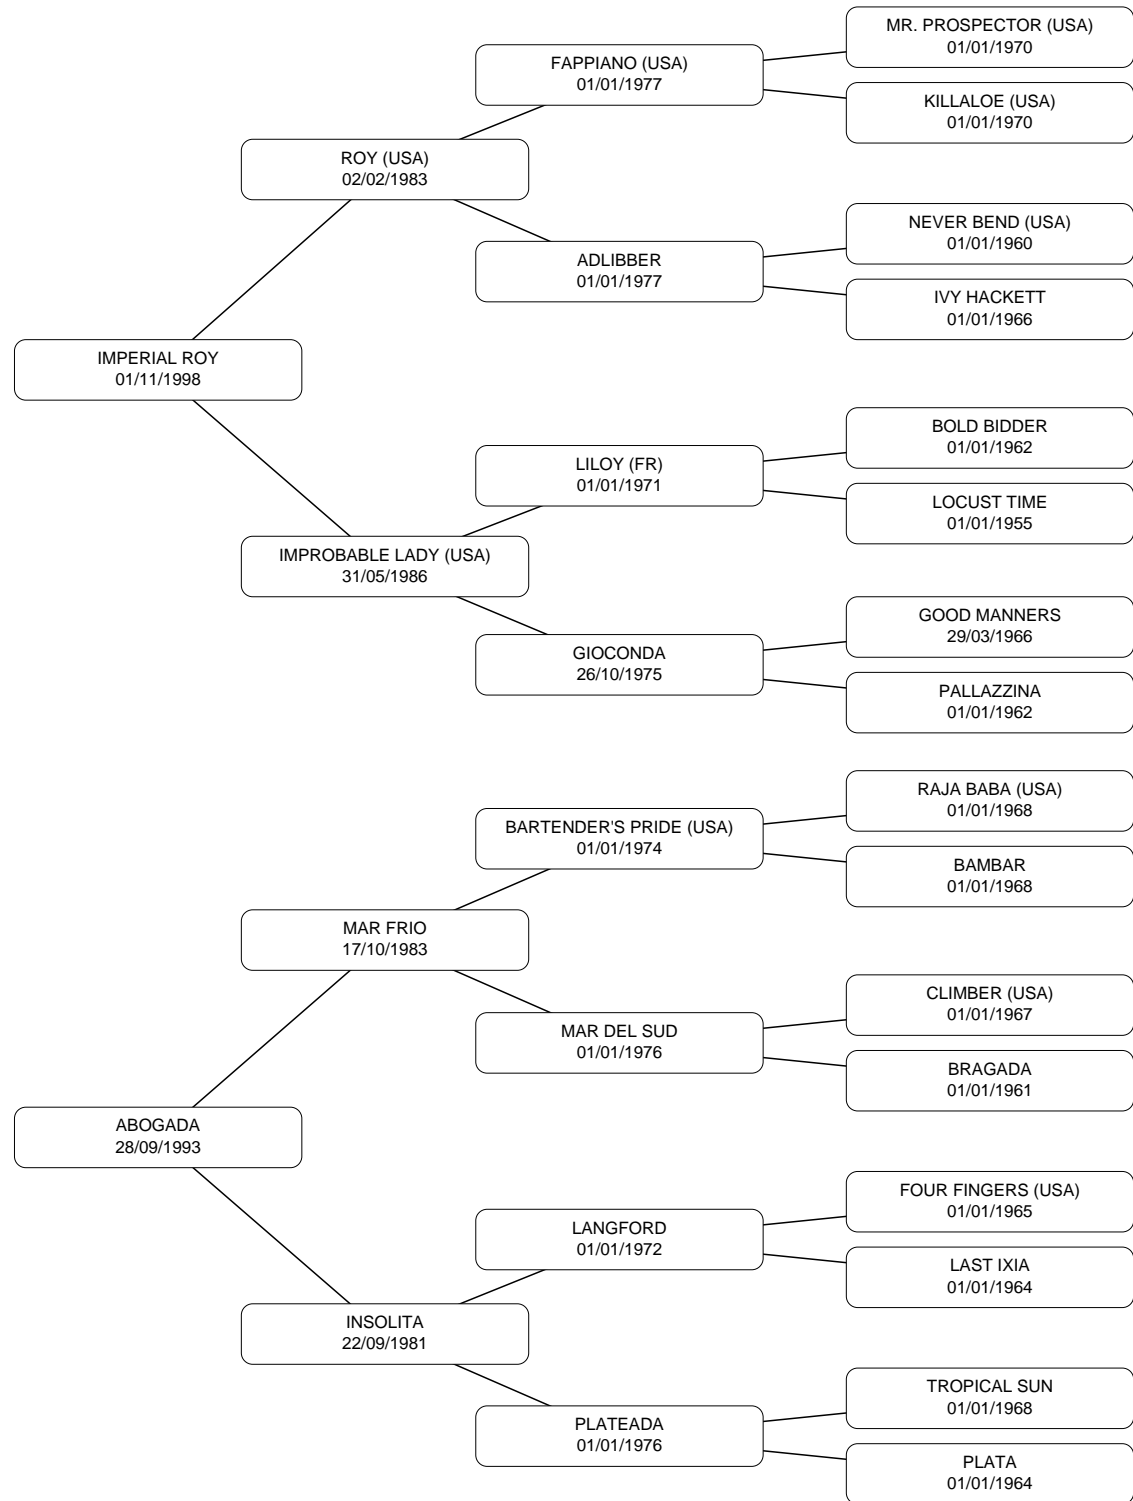 MR. PROSPECTOR (USA)
01/01/1970
FAPPIANO (USA)
01/01/1977
KILLALOE (USA)
01/01/1970
ROY (USA)
02/02/1983
NEVER BEND (USA)
01/01/1960
ADLIBBER
01/01/1977
IVY HACKETT
01/01/1966
IMPERIAL ROY
01/11/1998
BOLD BIDDER
01/01/1962
LILOY (FR)
01/01/1971
LOCUST TIME
01/01/1955
IMPROBABLE LADY (USA)
31/05/1986
GOOD MANNERS
29/03/1966
GIOCONDA
26/10/1975
PALLAZZINA
01/01/1962
RAJA BABA (USA)
01/01/1968
BARTENDER'S PRIDE (USA)
01/01/1974
BAMBAR
01/01/1968
MAR FRIO
17/10/1983
CLIMBER (USA)
01/01/1967
MAR DEL SUD
01/01/1976
BRAGADA
01/01/1961
ABOGADA
28/09/1993
FOUR FINGERS (USA)
01/01/1965
LANGFORD
01/01/1972
LAST IXIA
01/01/1964
INSOLITA
22/09/1981
TROPICAL SUN
01/01/1968
PLATEADA
01/01/1976
PLATA
01/01/1964